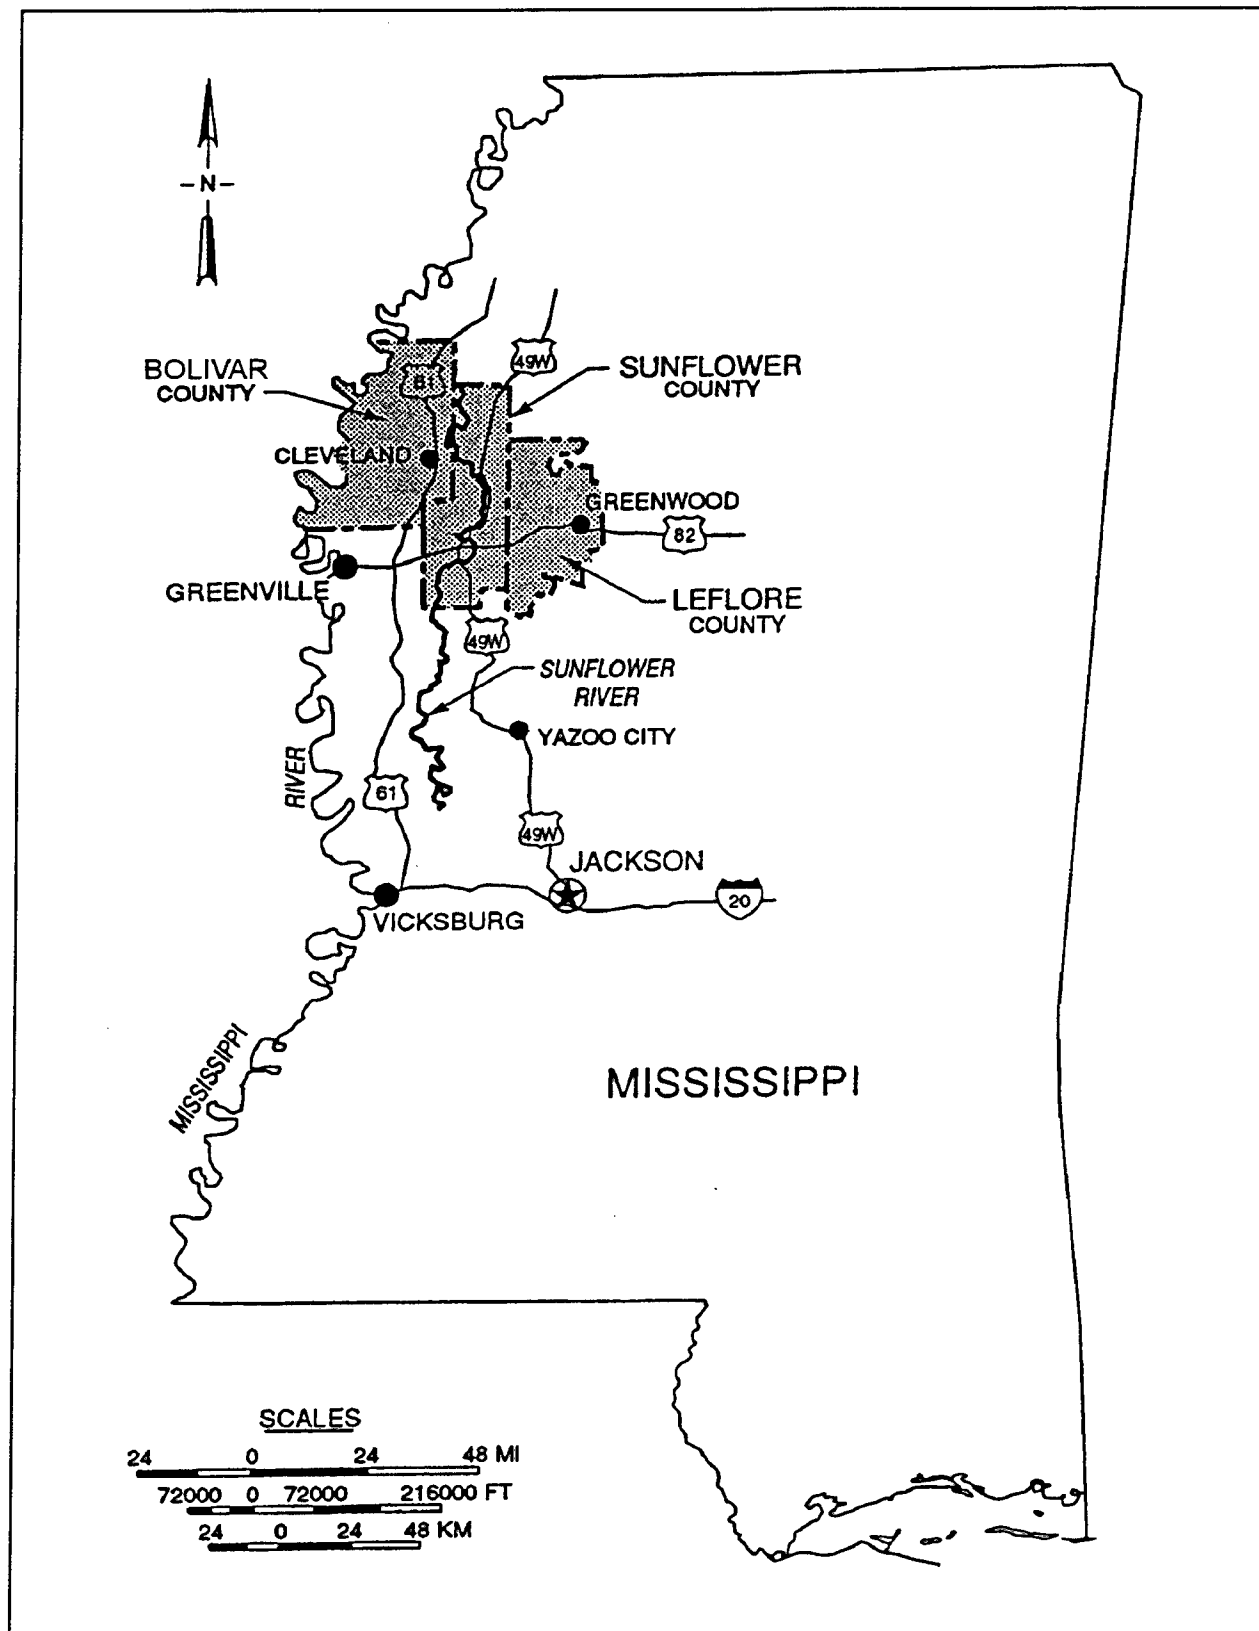 - N -
BOLIVAR
COUNTY
61
49W
SUNFLOWER
COUNTY
CLEVELAND
GREENWOOD
82
GREENVILLE
LEFLORE
COUNTY
49W
SUNFLOWER
RIVER
YAZOO CITY
RIVER
61
49W
JACKSON
20
VICKSBURG
MISSISSIPPI
MISSISSIPPI
SCALES
24 0 24 48 MI
72000 0 72000 216000 FT
24 0 24 48 KM